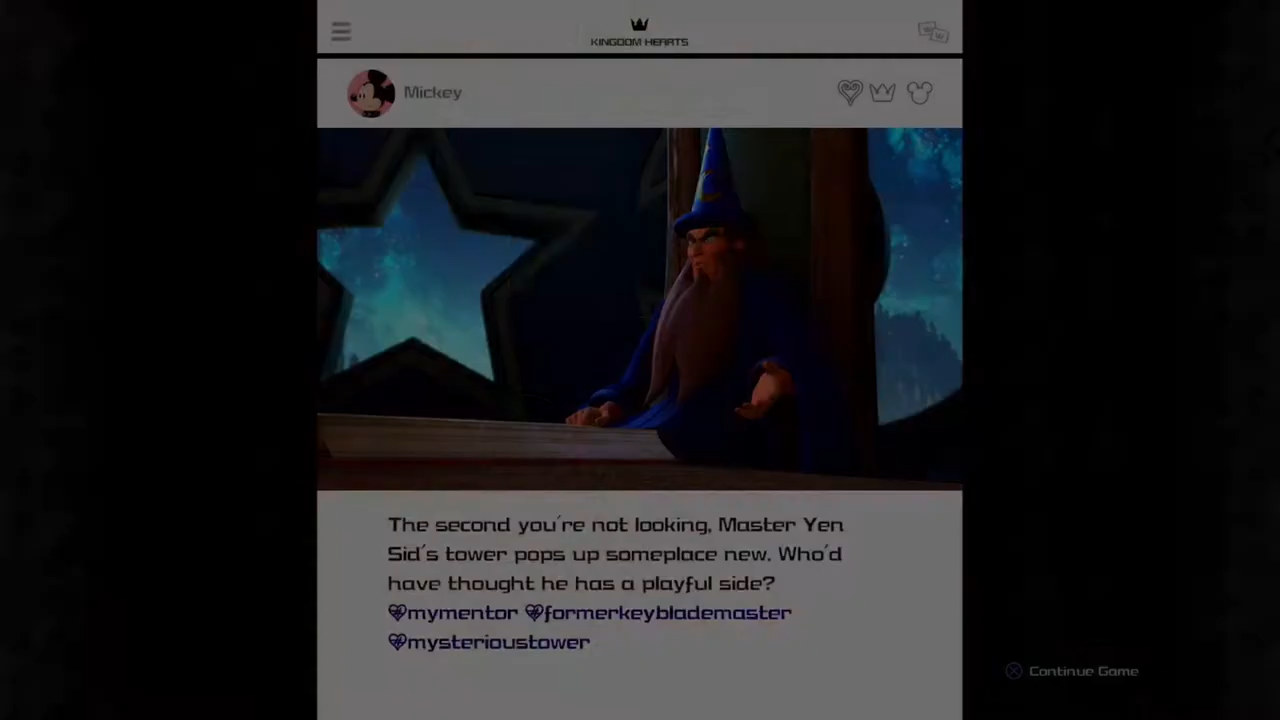 KINGDOM HEARTS
Mickey
The second you're not looking, Master Yen
Sid's tower pops up someplace new. Who'd
have thought he has a playful side?
mymentor formerkeyblademaster
mysterioustower
Continue Game